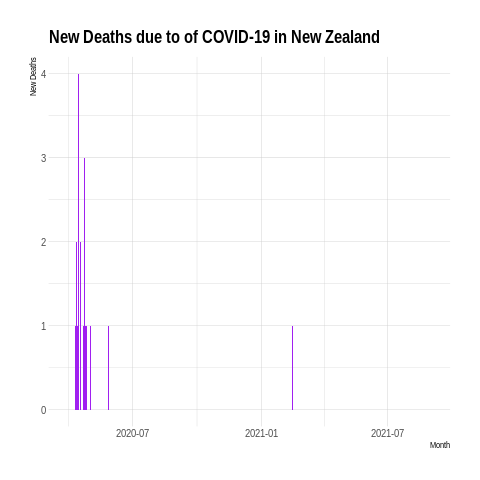 New Deaths due to of COVID-19 in New Zealand
New Deaths
4
3
2
1
0
2020-07
2021-01
2021-07
Month